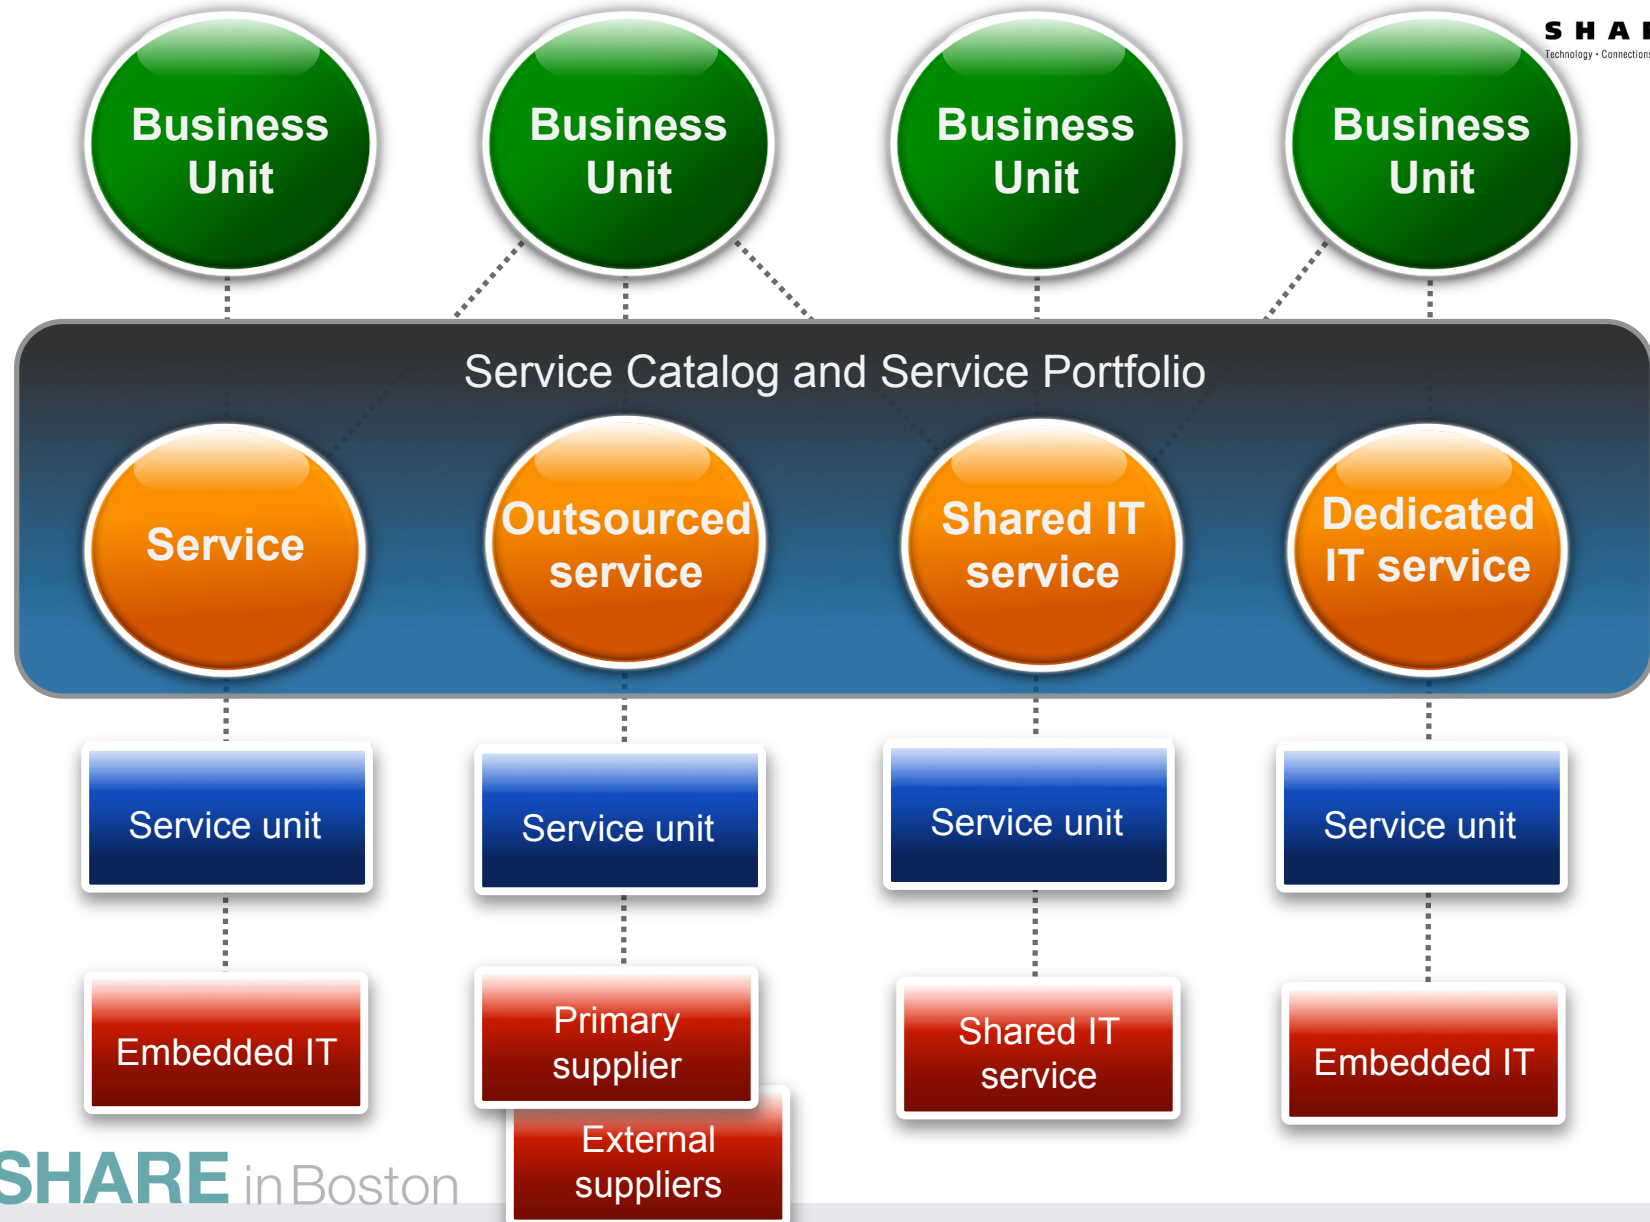 Business
Unit
Business
Unit
Business
Unit
Business
Unit
Technology · Connections
Service Catalog and Service Portfolio
Service
Outsourced
service
Shared IT
service
Dedicated
IT service
Service unit
Service unit
Service unit
Service unit
Embedded IT
Primary
supplier
Shared IT
service
Embedded IT
External
suppliers
SHARE in Boston